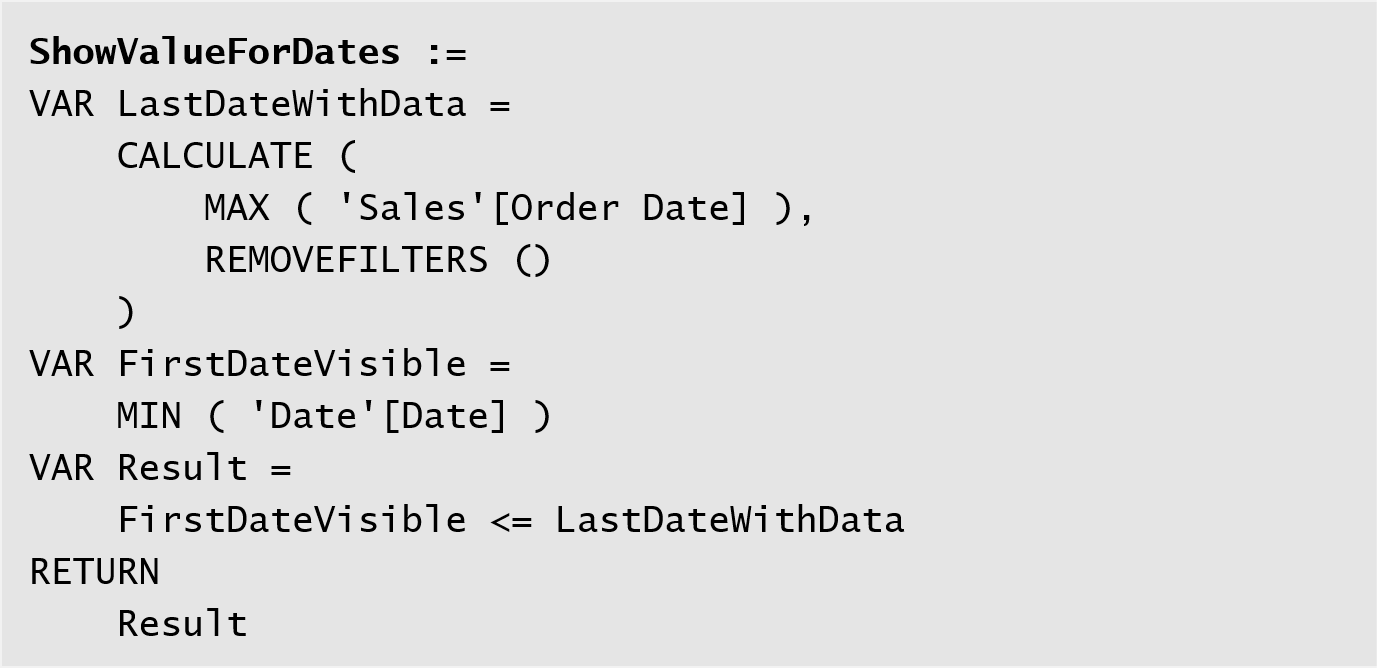 ShowValueForDates :=
VAR LastDateWithData =
    CALCULATE (
        MAX ( 'Sales'[Order Date] ),
        REMOVEFILTERS ()
    )
VAR FirstDateVisible =
    MIN ( 'Date'[Date] )
VAR Result =
    FirstDateVisible <= LastDateWithData
RETURN
    Result